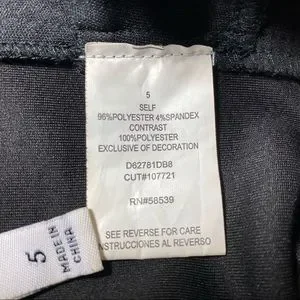 5
SELF
96%POLYESTER 4%SPANDEX
CONTRAST
100%POLYESTER
EXCLUSIVE OF DECORATION
D62781DB8
CUT#107721
RN#58539
SEE REVERSE FOR CARE
INSTRUCCIONES AL REVERSO
5
MADE IN
CHINA